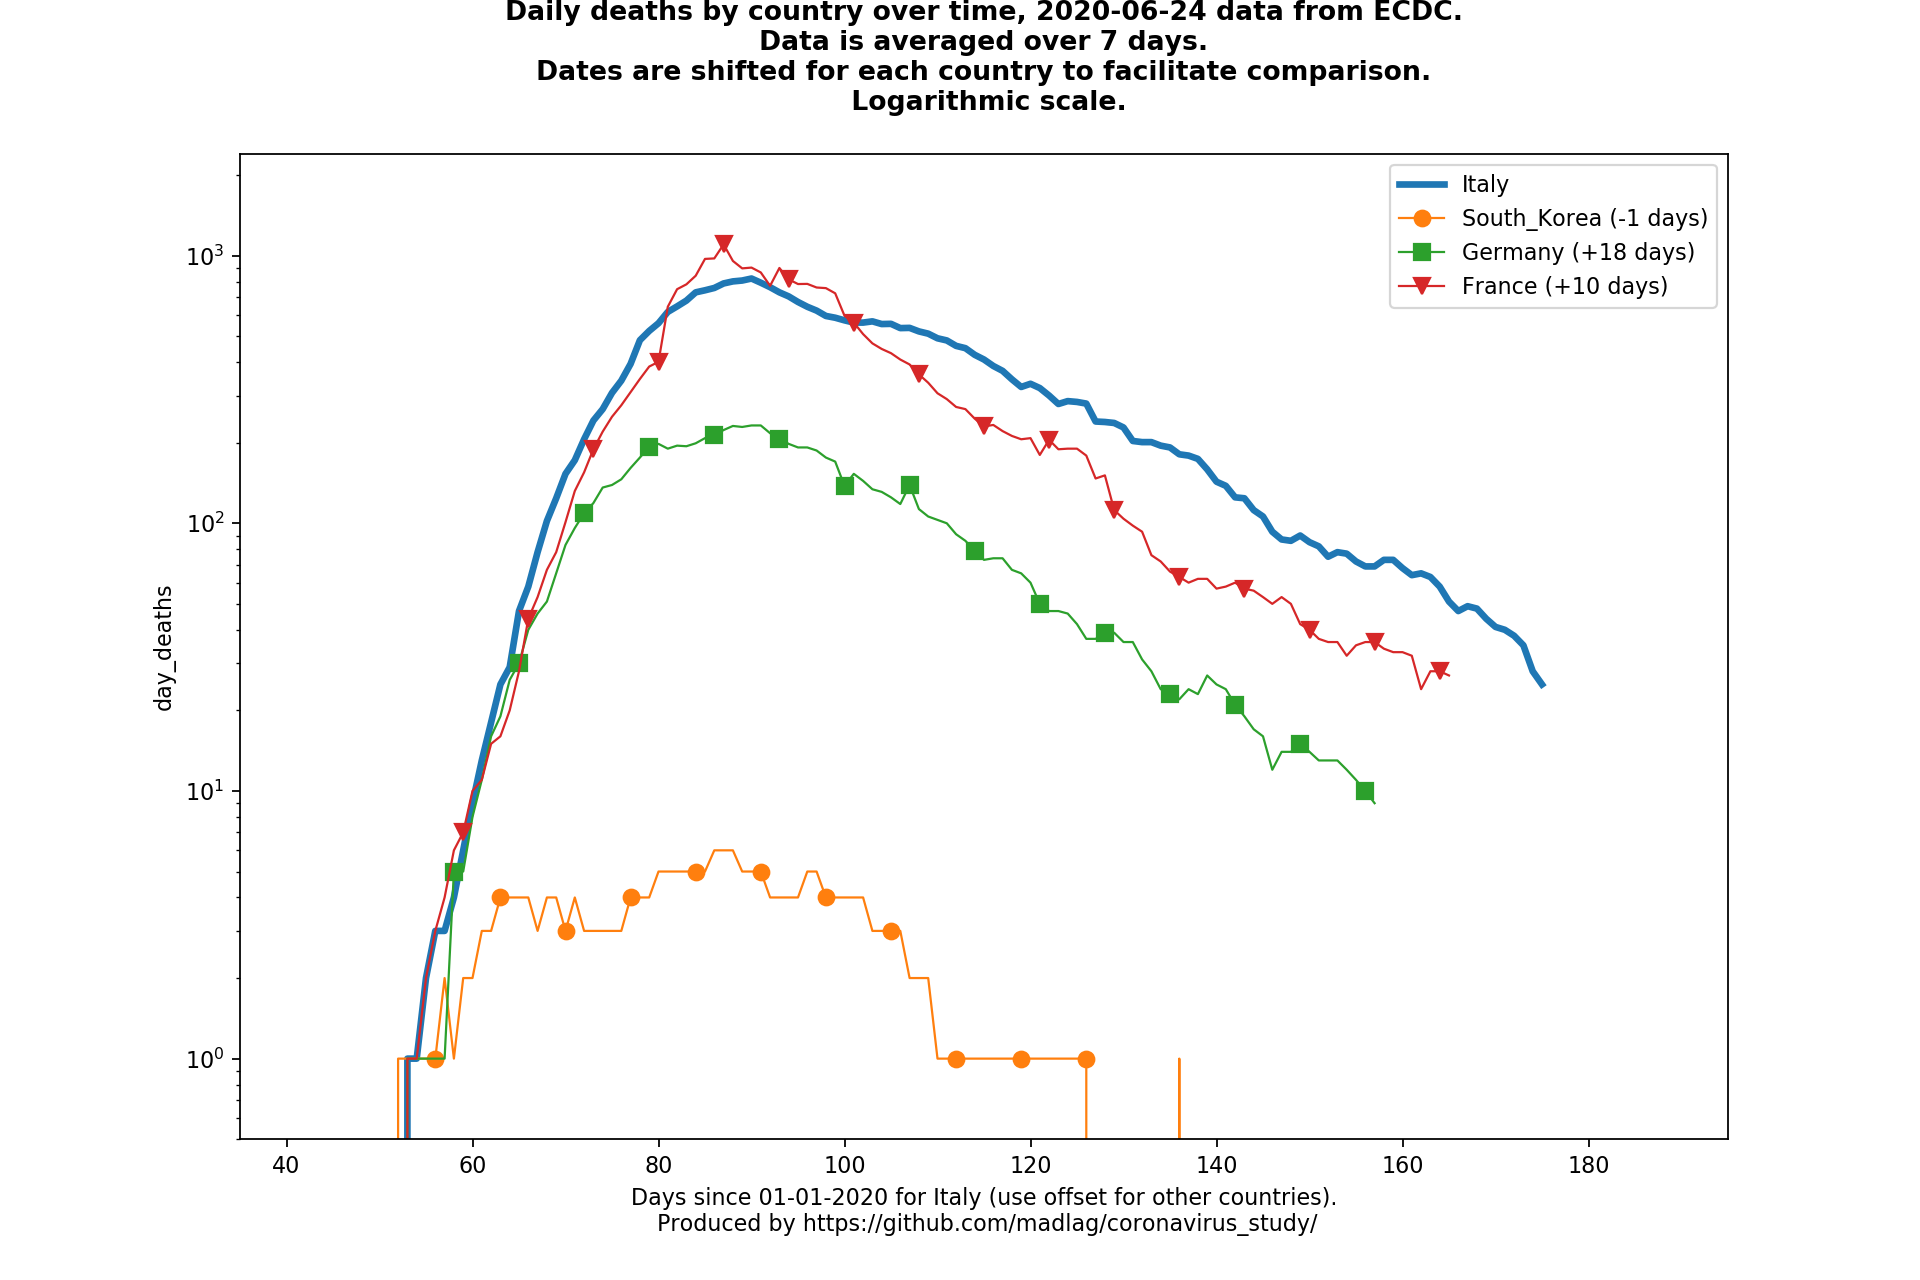 Daily deaths by country over time, 2020-06-24 data from ECDC.
Data is averaged over 7 days.
Dates are shifted for each country to facilitate comparison.
Logarithmic scale.
Italy
South_Korea (-1 days)
Germany (+18 days)
France (+10 days)
day_deaths
10³
10²
10¹
10⁰
40 60 80 100 120 140 160 180
Days since 01-01-2020 for Italy (use offset for other countries).
Produced by https://github.com/madlag/coronavirus_study/